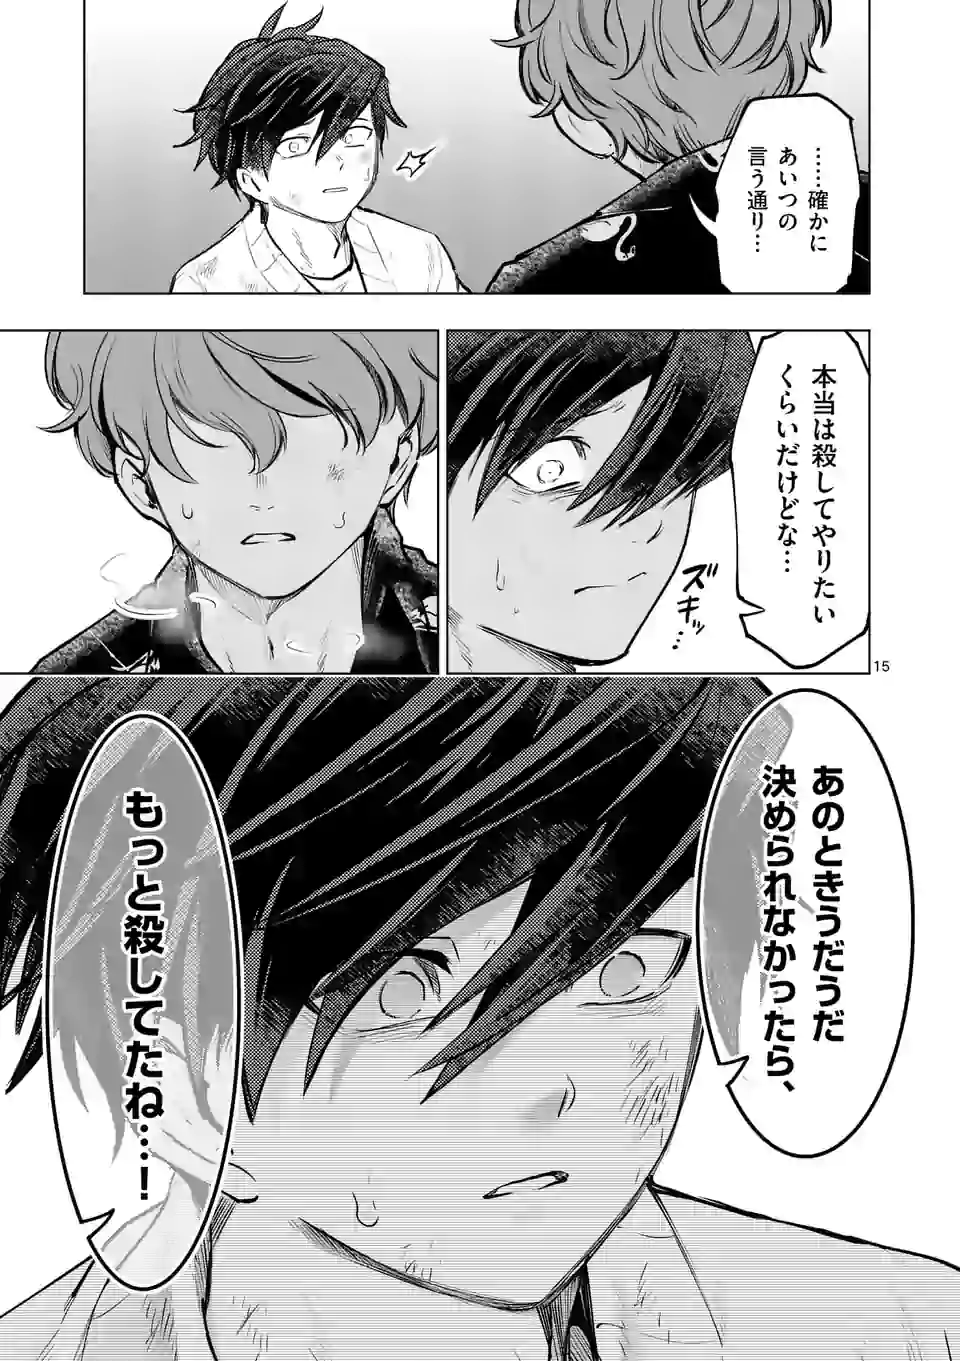 ……確かに
あいつの
言う通り…
本当は殺してやりたい
くらいだけどな…
ズキッ…
15
あのときうだうだ
決められなかったら、
もっと殺してたね…！